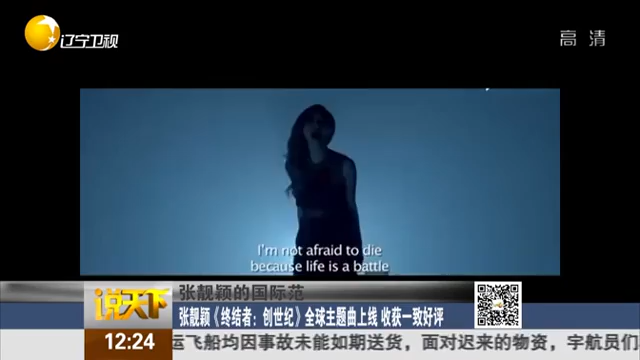 辽宁卫视
高清
I'm not afraid to die
because life is a battle
张靓颖的国际范
说天下
张靓颖《终结者：创世纪》全球主题曲上线 收获一致好评
12:24
运飞船均因事故未能如期送货，面对迟来的物资，宇航员们